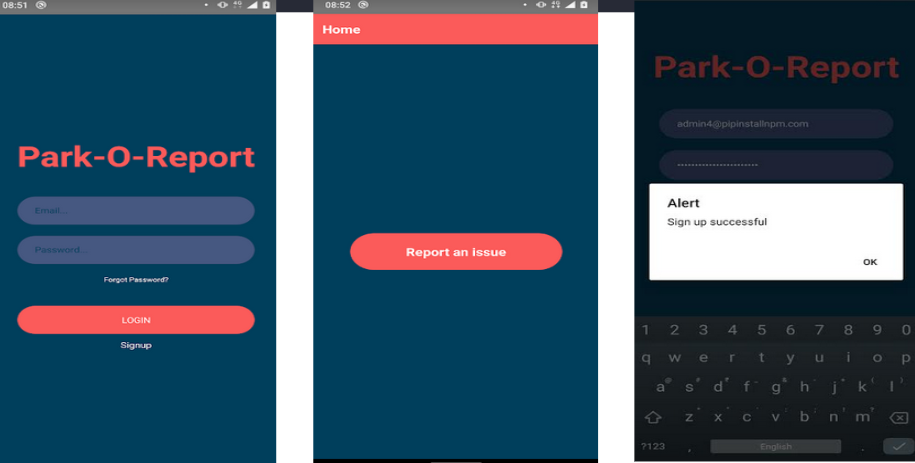 08:51
Park-O-Report
Email...
Password...
Forgot Password?
LOGIN
Signup
08:52
Home
Report an issue
Park-O-Report
admin4@pipinstallnpm.com
Alert
Sign up successful
OK
1 2 3 4 5 6 7 8 9 0
q w e r t y u i o p
a s d f g h j k l
z x c v b n m
?123 , English .